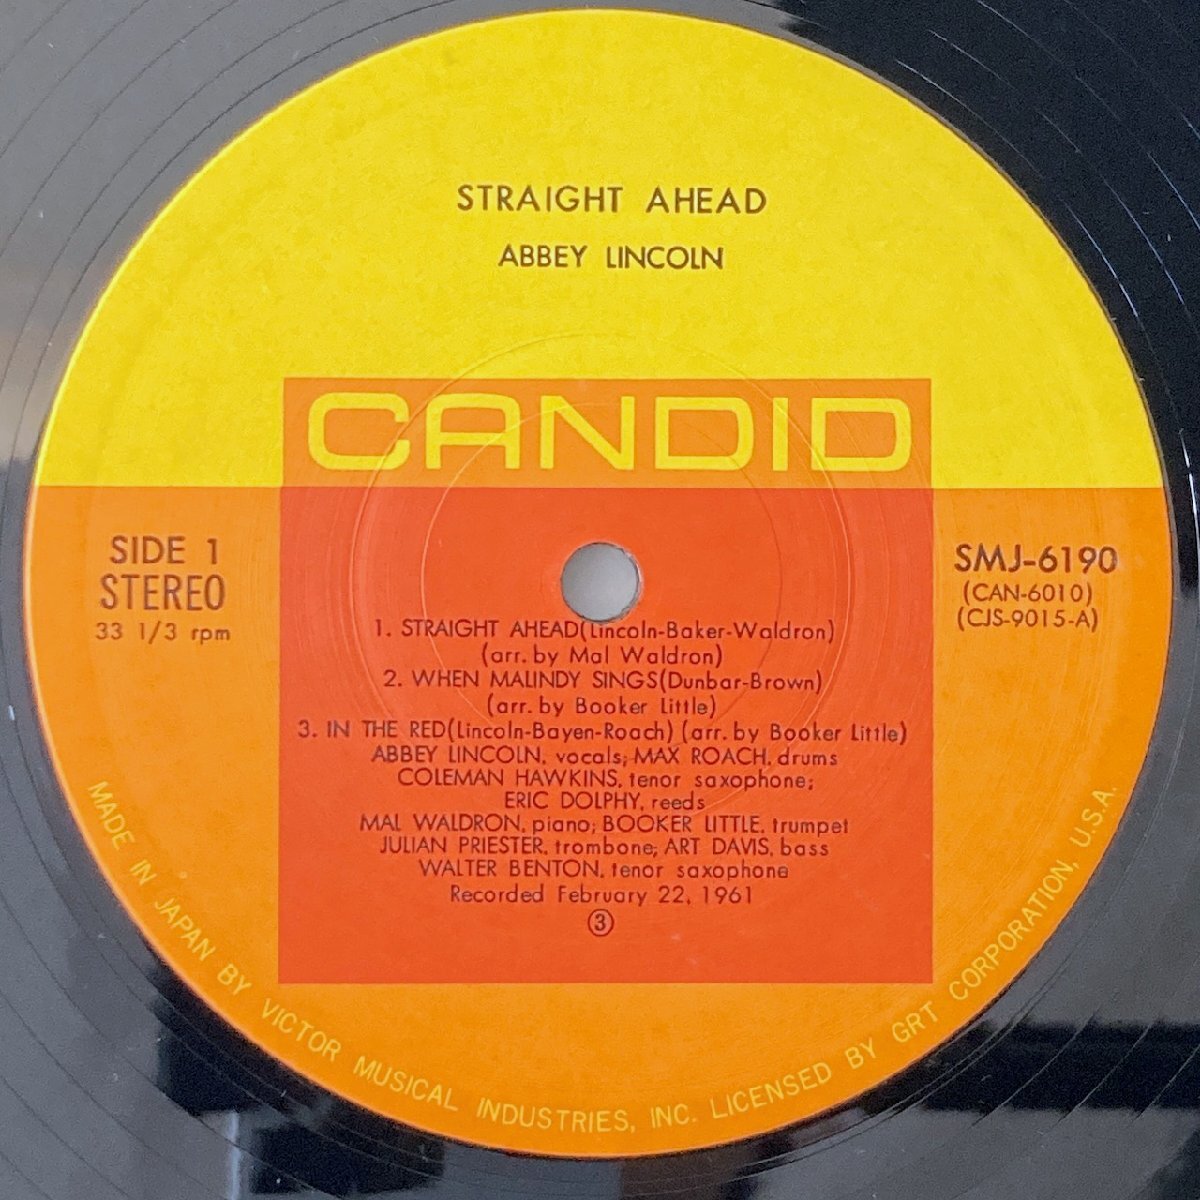 STRAIGHT AHEAD
ABBEY LINCOLN
CANDID
SIDE 1
STEREO
33 1/3 rpm
SMJ-6190
(CAN-6010)
(CJS-9015-A)
1. STRAIGHT AHEAD(Lincoln-Baker-Waldron)
(arr. by Mal Waldron)
2. WHEN MALINDY SINGS(Dunbar-Brown)
(arr. by Booker Little)
3. IN THE RED(Lincoln-Bayen-Roach) (arr. by Booker Little)
ABBEY LINCOLN, vocals; MAX ROACH, drums
COLEMAN HAWKINS, tenor saxophone;
ERIC DOLPHY, reeds
MAL WALDRON, piano; BOOKER LITTLE, trumpet
JULIAN PRIESTER, trombone; ART DAVIS, bass
WALTER BENTON, tenor saxophone
Recorded February 22, 1961
③
MADE IN JAPAN BY VICTOR MUSICAL INDUSTRIES, INC. LICENSED BY GRT CORPORATION, U.S.A.